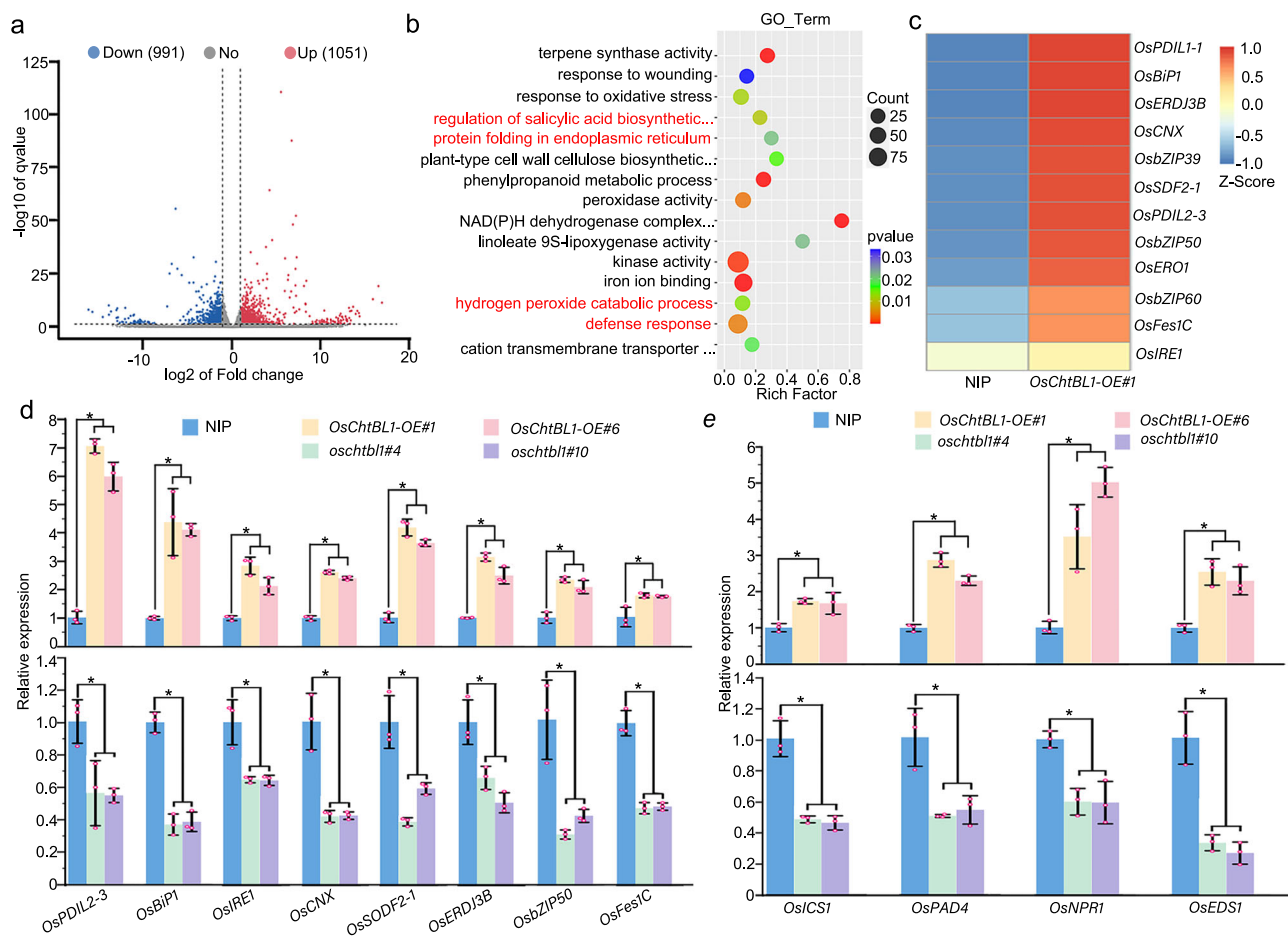 a
Down (991)
No
Up (1051)
-log10 of qvalue
125
100
75
50
25
0
-10
0
10
20
log2 of Fold change
b
GO_Term
terpene synthase activity
response to wounding
response to oxidative stress
regulation of salicylic acid biosynthetic...
protein folding in endoplasmic reticulum
plant-type cell wall cellulose biosynthetic...
phenylpropanoid metabolic process
peroxidase activity
NAD(P)H dehydrogenase complex...
linoleate 9S-lipoxygenase activity
kinase activity
iron ion binding
hydrogen peroxide catabolic process
defense response
cation transmembrane transporter ...
0.0 0.2 0.4 0.6 0.8
Rich Factor
Count
25
50
75
pvalue
0.03
0.02
0.01
c
OsPDIL1-1
OsBiP1
OsERDJ3B
OsCNX
OsbZIP39
OsSDF2-1
OsPDIL2-3
OsbZIP50
OsERO1
OsbZIP60
OsFes1C
OsIRE1
NIP
OsChtBL1-OE#1
1.0
0.5
0.0
-0.5
-1.0
Z-Score
d
NIP
OsChtBL1-OE#1
OsChtBL1-OE#6
oschtbl1#4
oschtbl1#10
Relative expression
8
7
6
5
4
3
2
1
0
* * * * * * * *
1.4
1.2
1.0
0.8
0.6
0.4
0.2
0
* * * * * * * *
OsPDIL2-3
OsBiP1
OsIRE1
OsCNX
OsSODF2-1
OsERDJ3B
OsbZIP50
OsFes1C
e
NIP
OsChtBL1-OE#1
OsChtBL1-OE#6
oschtbl1#4
oschtbl1#10
Relative expression
6
5
4
3
2
1
0
* * * *
1.4
1.2
1.0
0.8
0.6
0.4
0.2
0
* * * *
OsICS1
OsPAD4
OsNPR1
OsEDS1